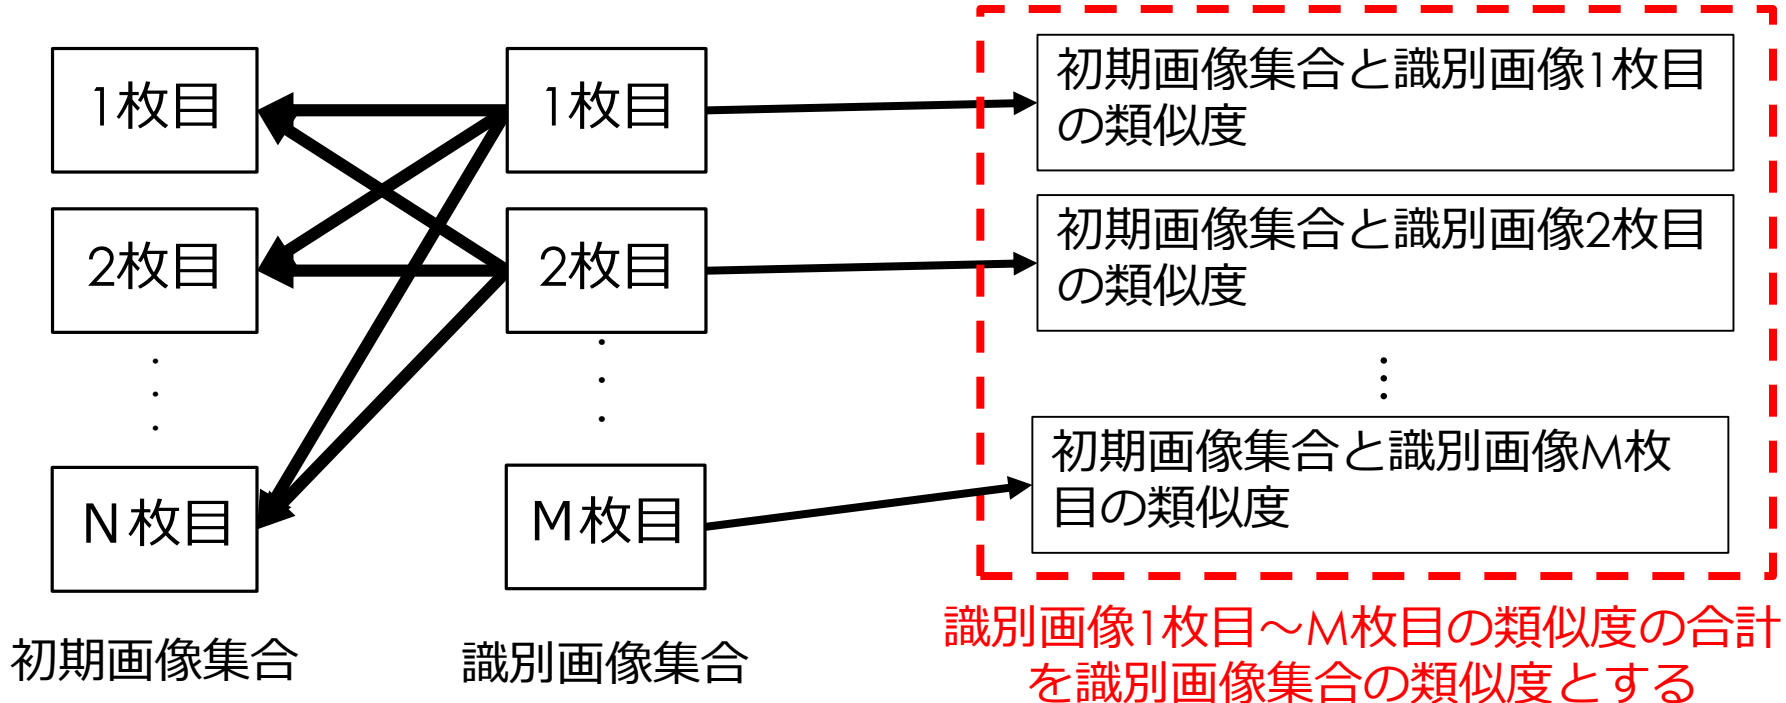 1枚目
2枚目
N枚目
初期画像集合
1枚目
2枚目
M枚目
識別画像集合
初期画像集合と識別画像1枚目
の類似度
初期画像集合と識別画像2枚目
の類似度
初期画像集合と識別画像M枚
目の類似度
識別画像1枚目～M枚目の類似度の合計
を識別画像集合の類似度とする